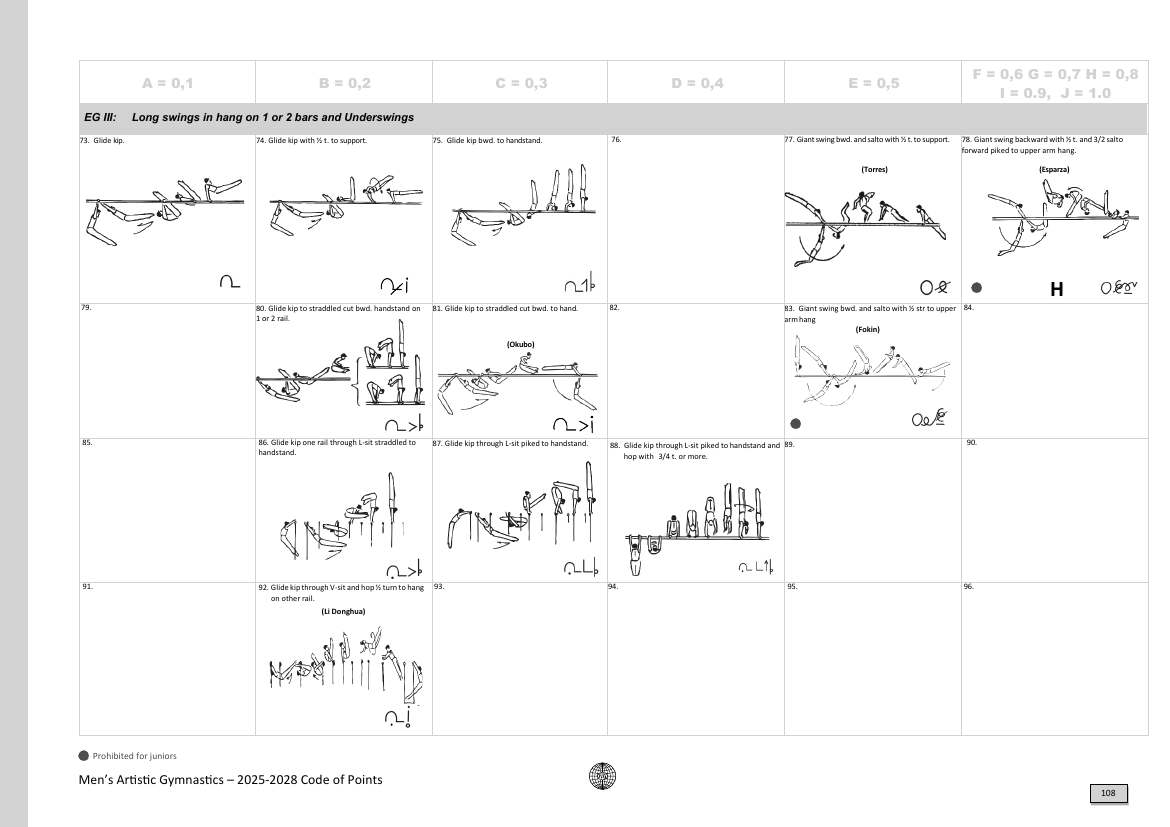 A = 0,1
B = 0,2
C = 0,3
D = 0,4
E = 0,5
F = 0,6 G = 0,7 H = 0,8
I = 0.9, J = 1.0
EG III: Long swings in hang on 1 or 2 bars and Underswings
73. Glide kip.
74. Glide kip with ½ t. to support.
75. Glide kip bwd. to handstand.
76.
77. Giant swing bwd. and salto with ½ t. to support.
(Torres)
78. Giant swing backward with ½ t. and 3/2 salto
forward piked to upper arm hang.
(Esparza)
H
79.
80. Glide kip to straddled cut bwd. handstand on
1 or 2 rail.
81. Glide kip to straddled cut bwd. to hand.
(Okubo)
82.
83. Giant swing bwd. and salto with ½ str to upper
arm hang
(Fokin)
84.
85.
86. Glide kip one rail through L-sit straddled to
handstand.
87. Glide kip through L-sit piked to handstand.
88. Glide kip through L-sit piked to handstand and
hop with 3/4 t. or more.
89.
90.
91.
92. Glide kip through V-sit and hop ½ turn to hang
on other rail.
(Li Donghua)
93.
94.
95.
96.
Prohibited for juniors
Men's Artistic Gymnastics – 2025-2028 Code of Points
108